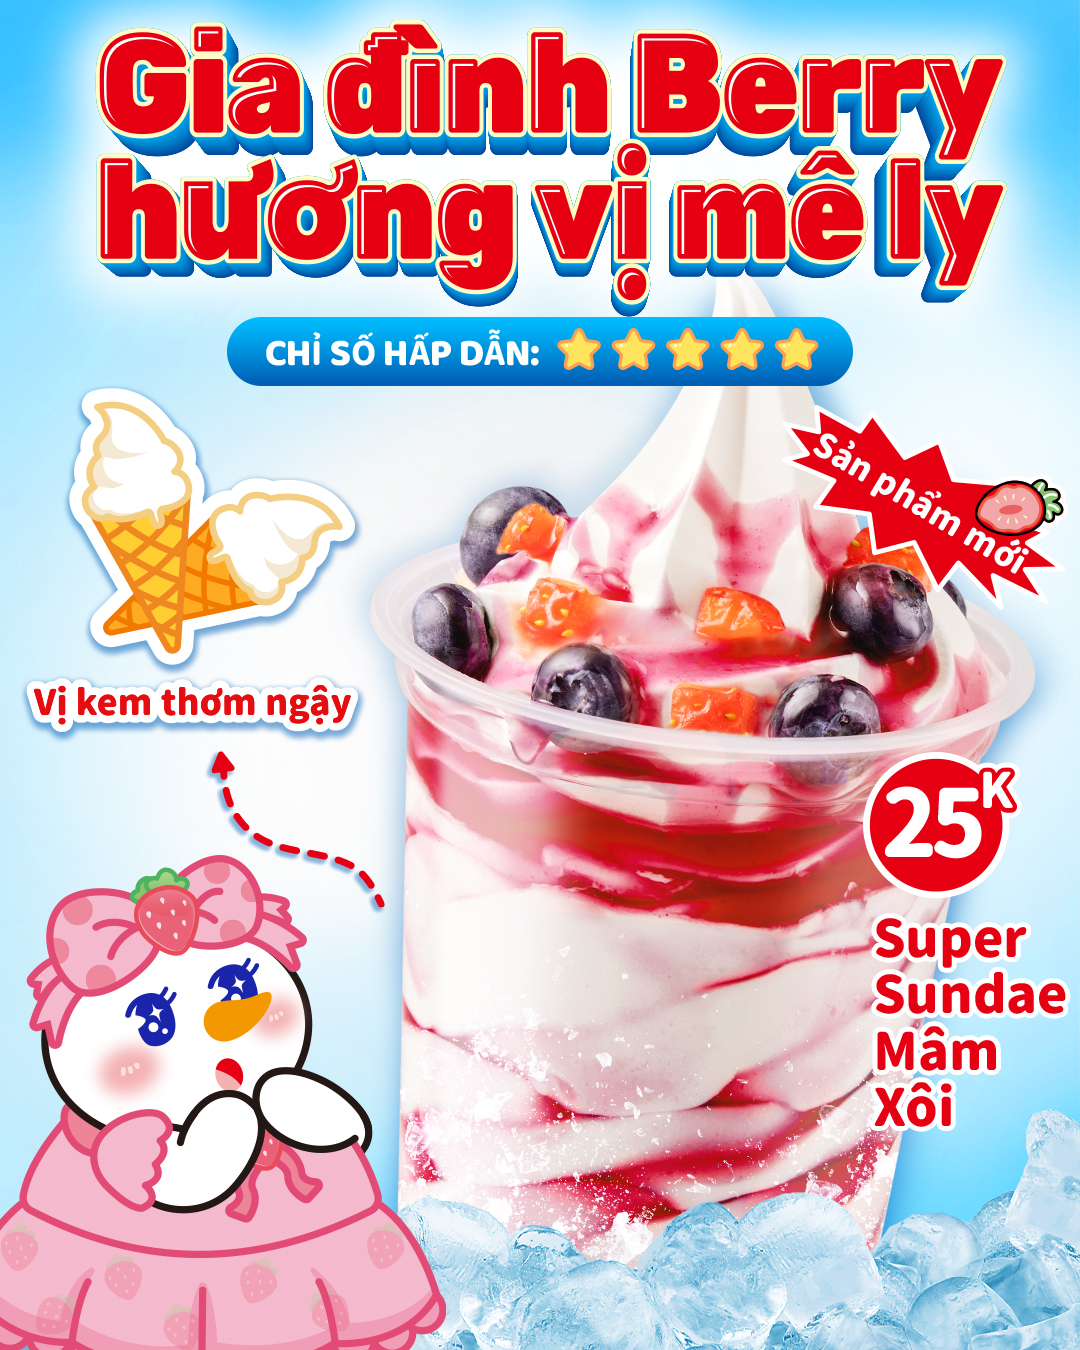 Gia đình Berry
hương vị mê ly
CHỈ SỐ HẤP DẪN:
Sản phẩm mới
Vị kem thơm ngậy
25K
Super
Sundae
Mâm
Xôi